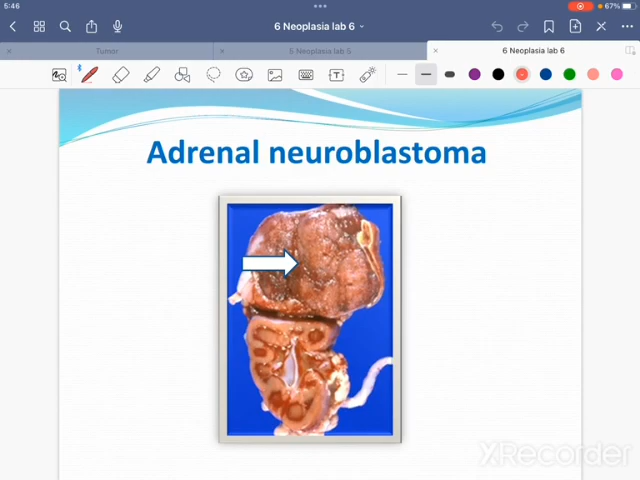 5:46
67%
6 Neoplasia lab 6
Tumor
5 Neoplasia lab 5
6 Neoplasia lab 6
T
Adrenal neuroblastoma
XRecorder